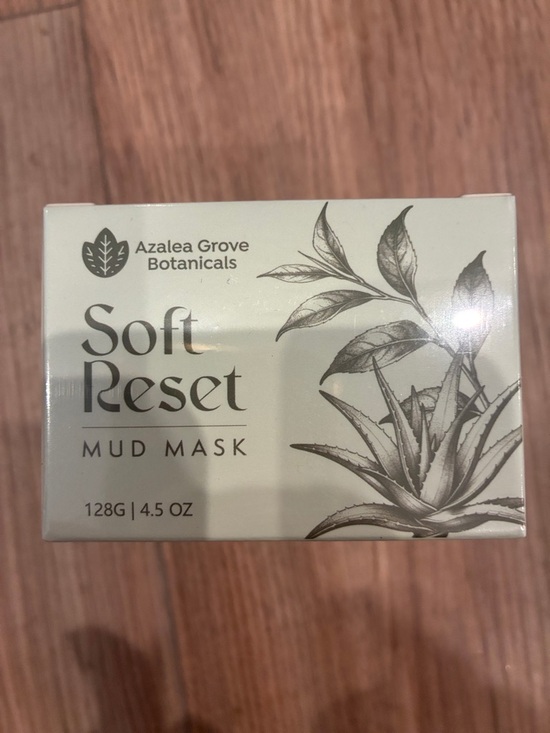 Azalea Grove
Botanicals
Soft
Reset
MUD MASK
128G | 4.5 OZ